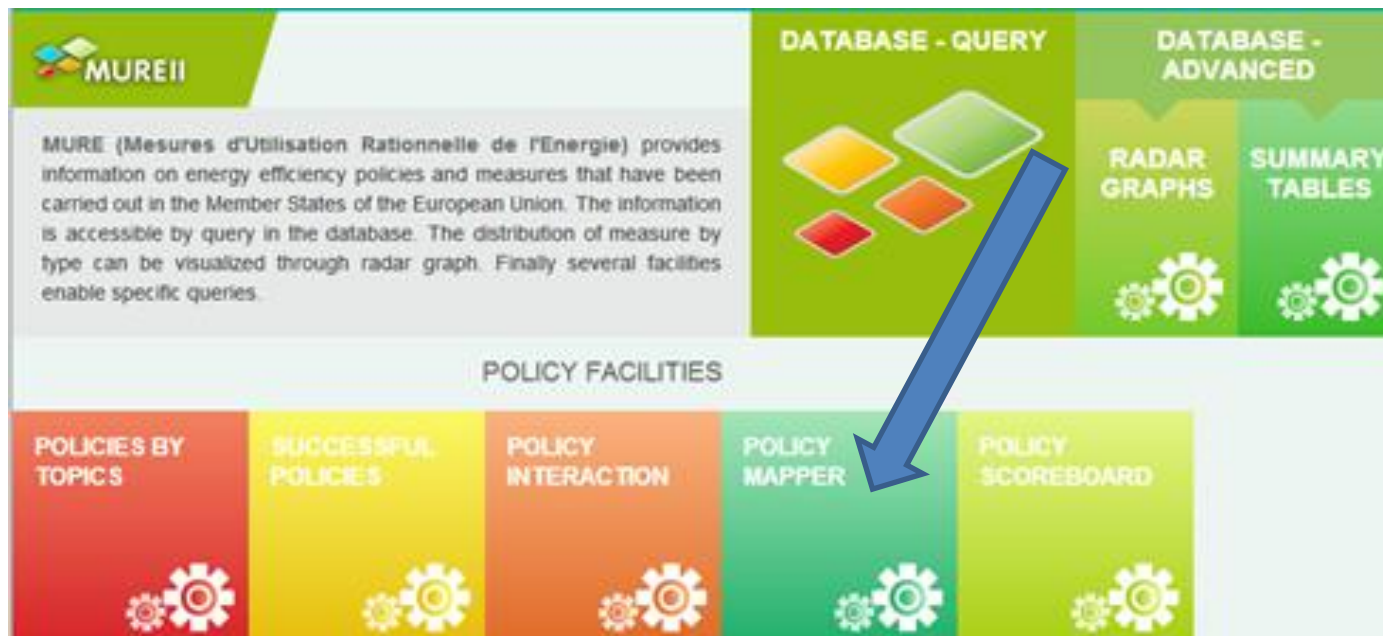 MUREII
MURE (Mesures d'Utilisation Rationnelle de l'Energie) provides
information on energy efficiency policies and measures that have been
carried out in the Member States of the European Union. The information
is accessible by query in the database. The distribution of measure by
type can be visualized through radar graph. Finally several facilities
enable specific queries.
DATABASE - QUERY
DATABASE -
ADVANCED
RADAR
GRAPHS
SUMMARY
TABLES
POLICY FACILITIES
POLICIES BY
TOPICS
SUCCESSFUL
POLICIES
POLICY
INTERACTION
POLICY
MAPPER
POLICY
SCOREBOARD